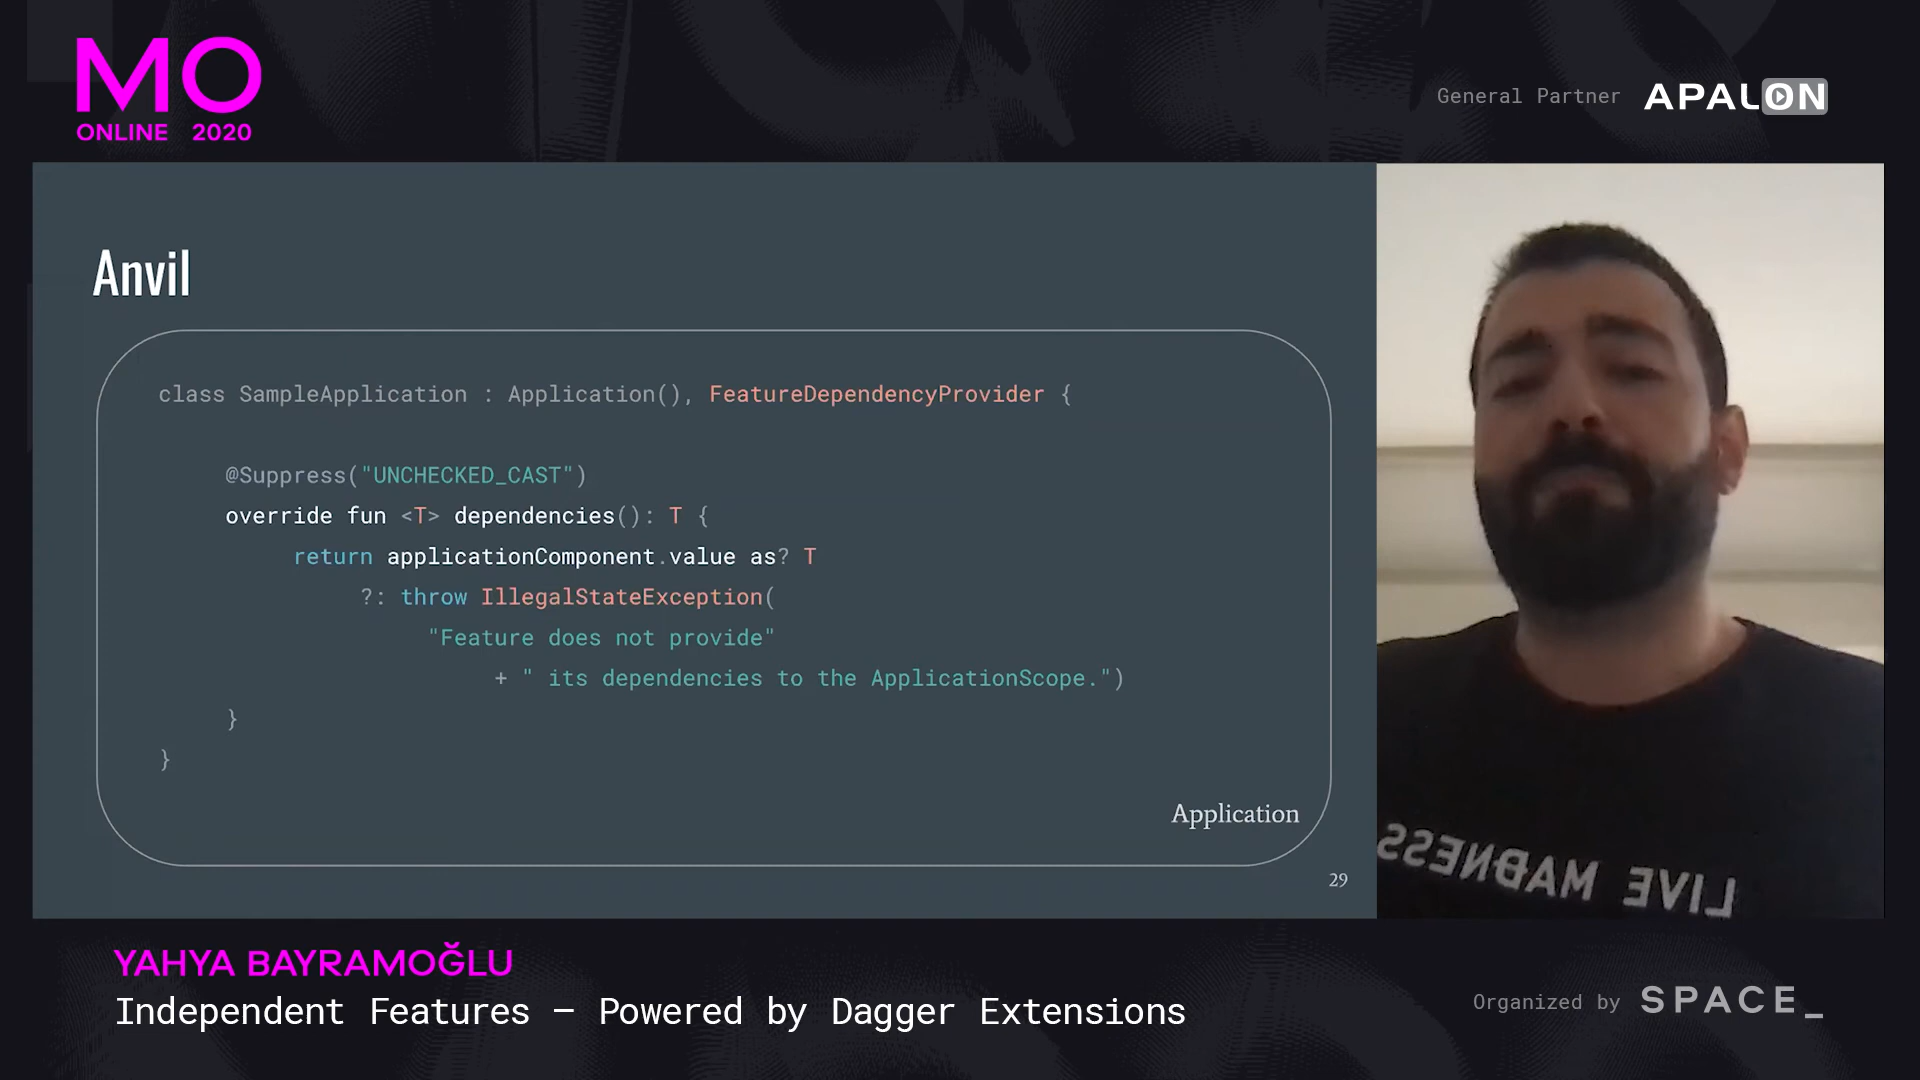 MO
ONLINE 2020
General Partner APALON
Anvil
class SampleApplication : Application(), FeatureDependencyProvider {
@Suppress("UNCHECKED_CAST")
override fun <T> dependencies(): T {
return applicationComponent.value as? T
?: throw IllegalStateException(
"Feature does not provide"
+ " its dependencies to the ApplicationScope.")
}
}
Application
29
LIVE MADNESS
YAHYA BAYRAMOĞLU
Independent Features — Powered by Dagger Extensions
Organized by SPACE_